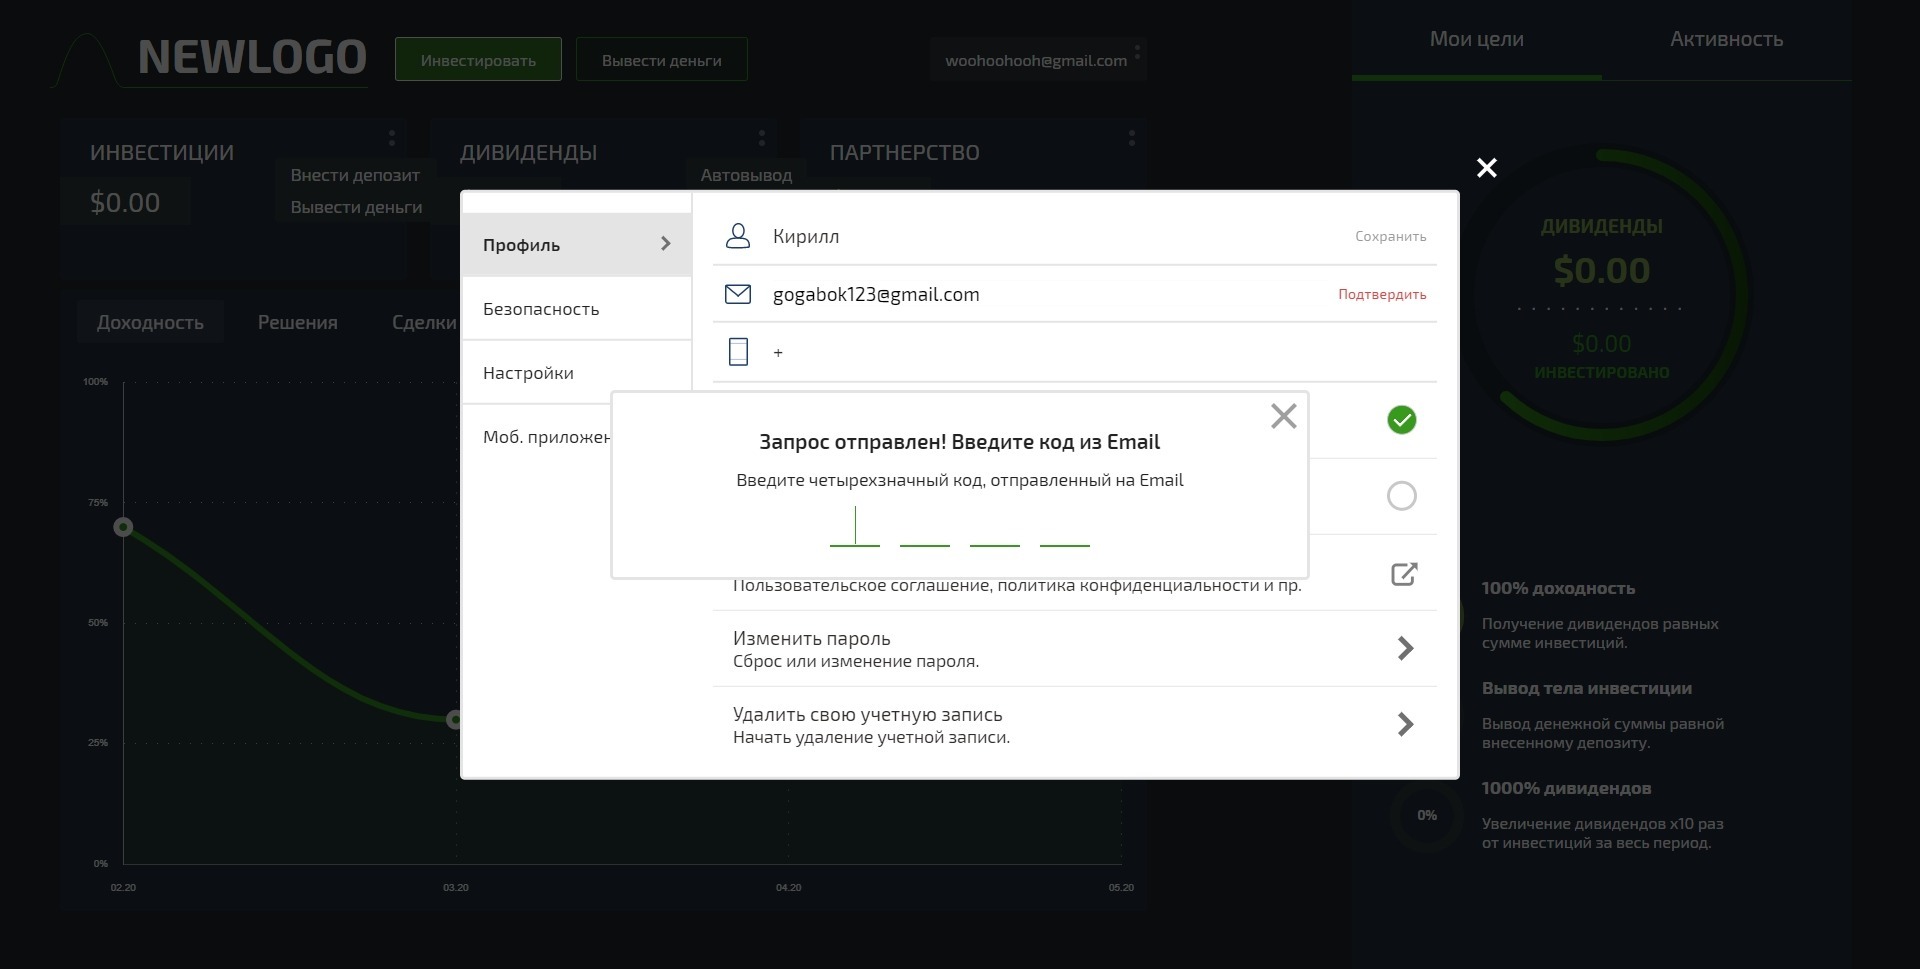 NEWLOGO
Инвестировать
Вывести деньги
woohoohooh@gmail.com
Мои цели
Активность
ИНВЕСТИЦИИ
$0.00
Внести депозит
Вывести деньги
ДИВИДЕНДЫ
Автовывод
ПАРТНЕРСТВО
Доходность
Решения
Сделки
100%
75%
50%
25%
0%
02.20
03.20
04.20
05.20
Профиль
Безопасность
Настройки
Моб. приложен
Кирилл
Сохранить
gogabok123@gmail.com
Подтвердить
+
Запрос отправлен! Введите код из Email
Введите четырехзначный код, отправленный на Email
Пользовательское соглашение, политика конфиденциальности и пр.
Изменить пароль
Сброс или изменение пароля.
Удалить свою учетную запись
Начать удаление учетной записи.
ДИВИДЕНДЫ
$0.00
$0.00
ИНВЕСТИРОВАНО
100% доходность
Получение дивидендов равных
сумме инвестиций.
Вывод тела инвестиции
Вывод денежной суммы равной
внесенному депозиту.
0%
1000% дивидендов
Увеличение дивидендов x10 раз
от инвестиций за весь период.